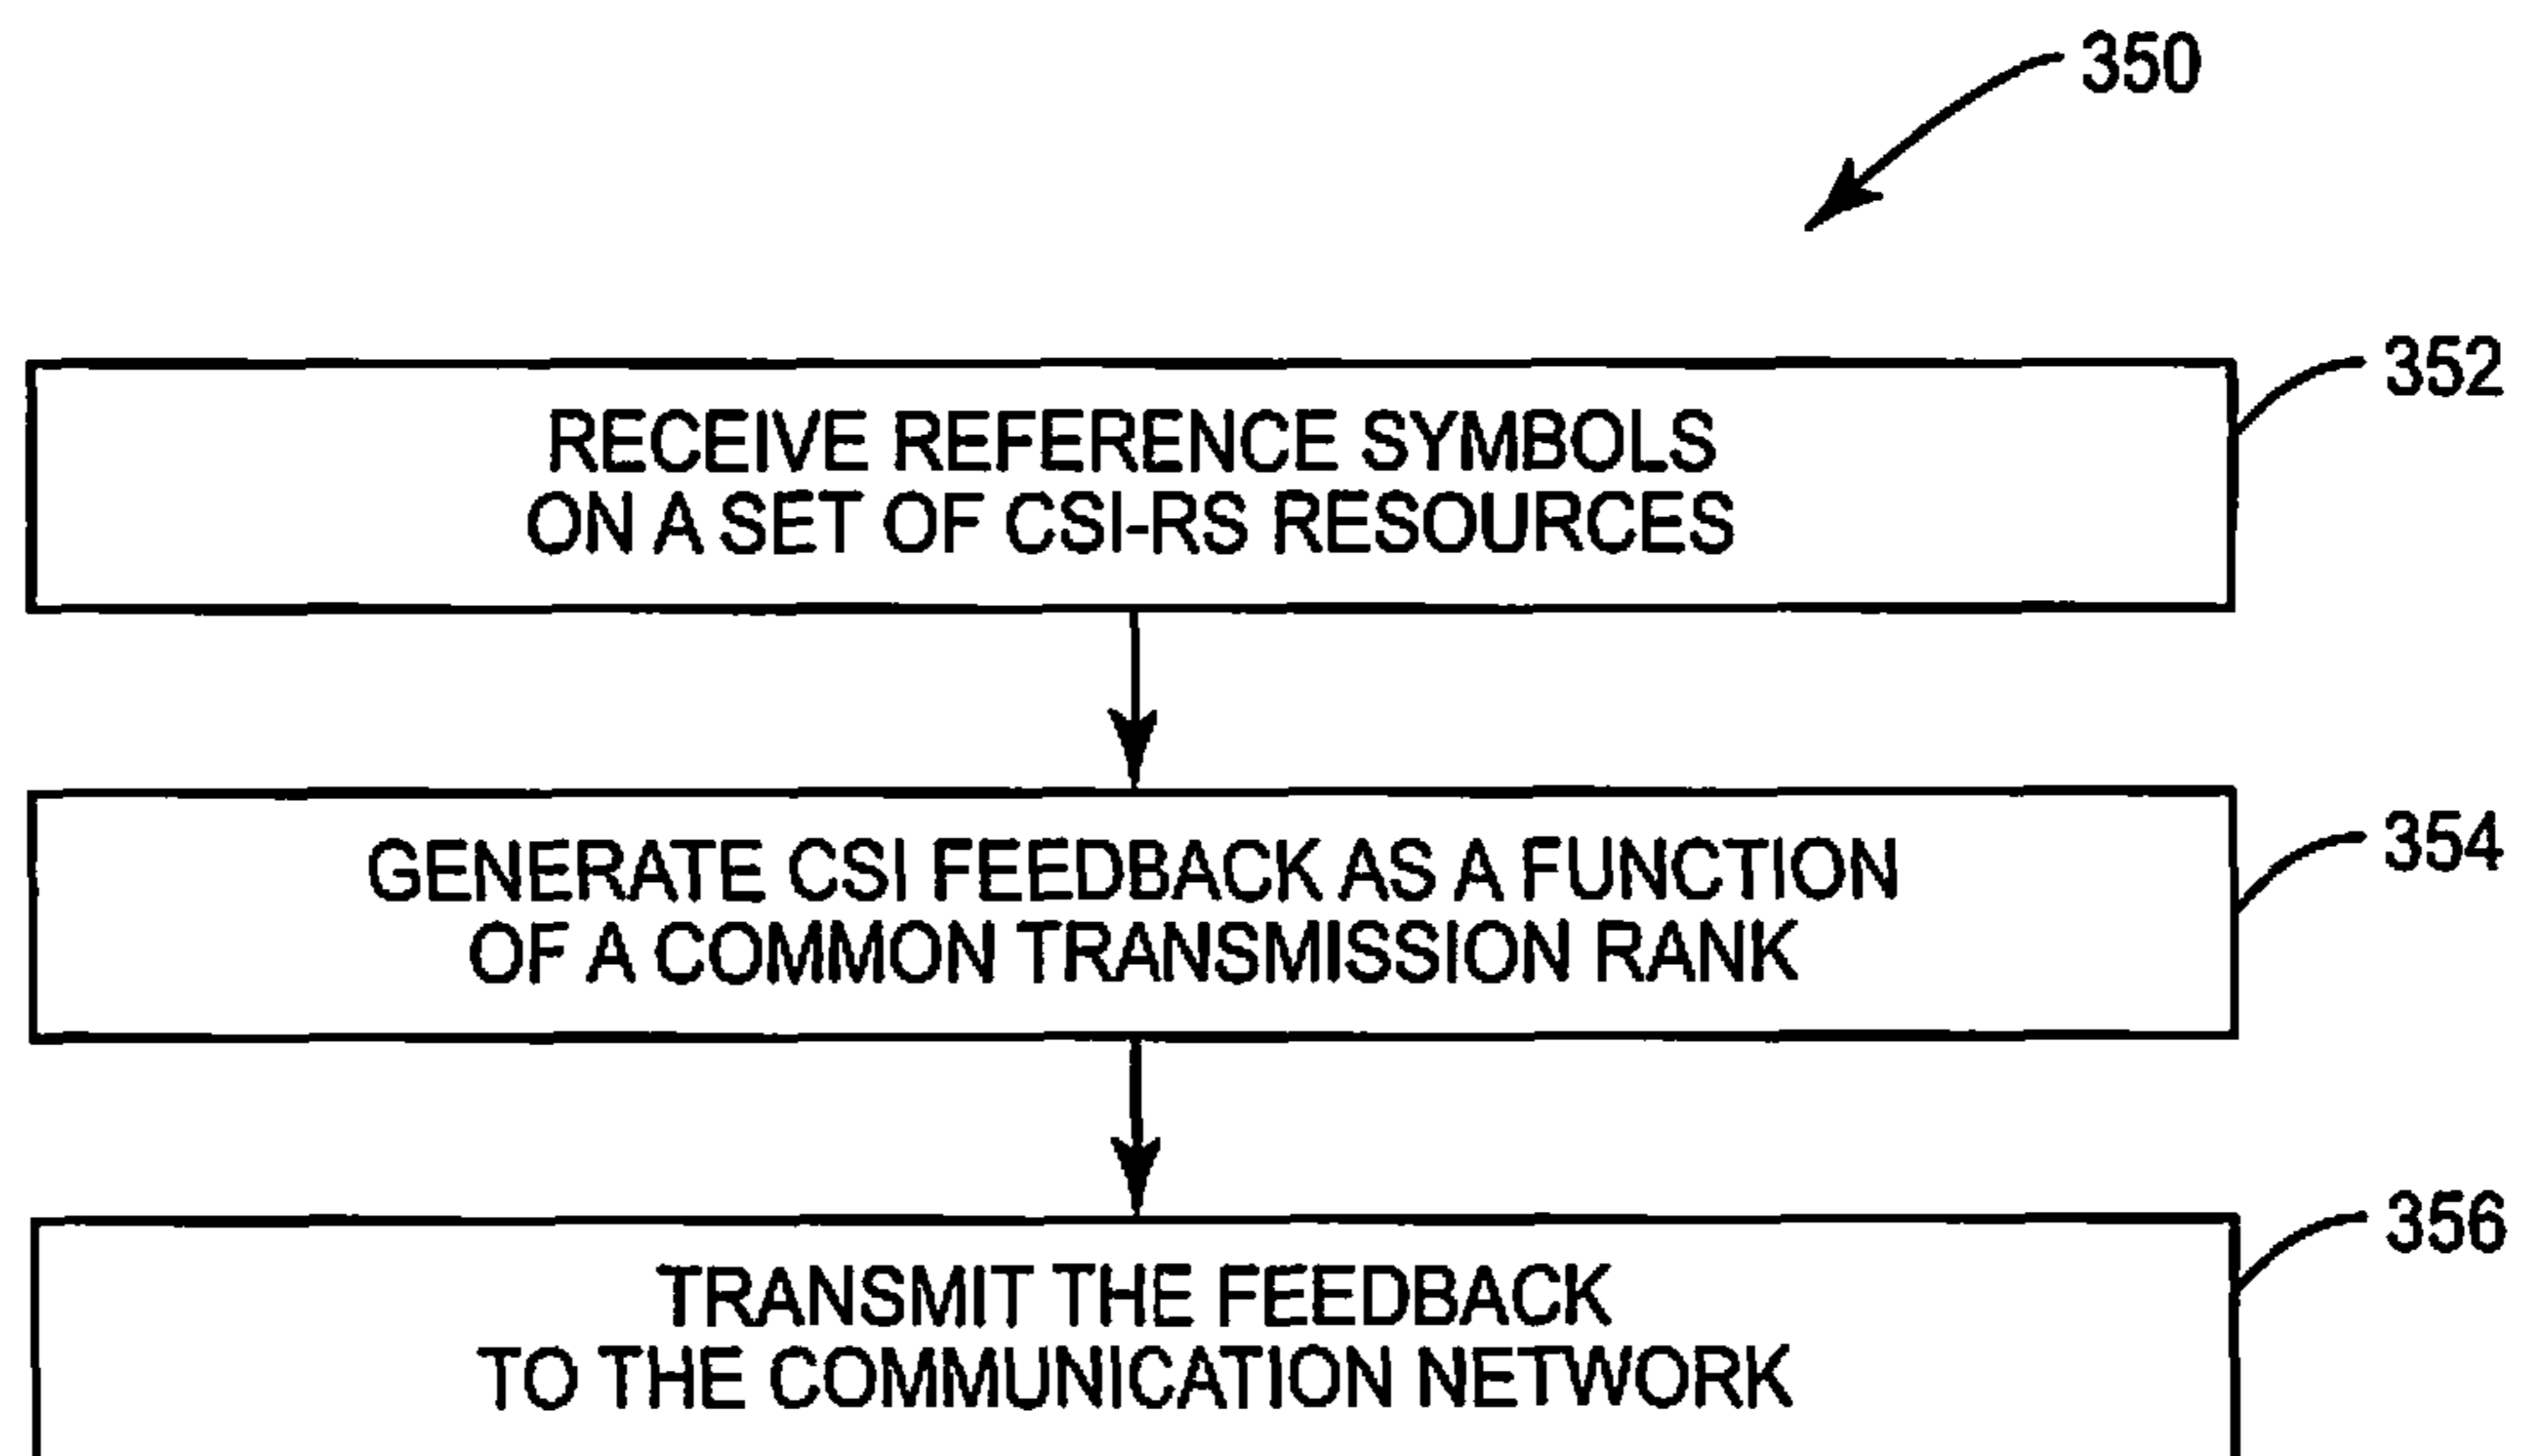 350
352
RECEIVE REFERENCE SYMBOLS
ON A SET OF CSI-RS RESOURCES
354
GENERATE CSI FEEDBACK AS A FUNCTION
OF A COMMON TRANSMISSION RANK
356
TRANSMIT THE FEEDBACK
TO THE COMMUNICATION NETWORK